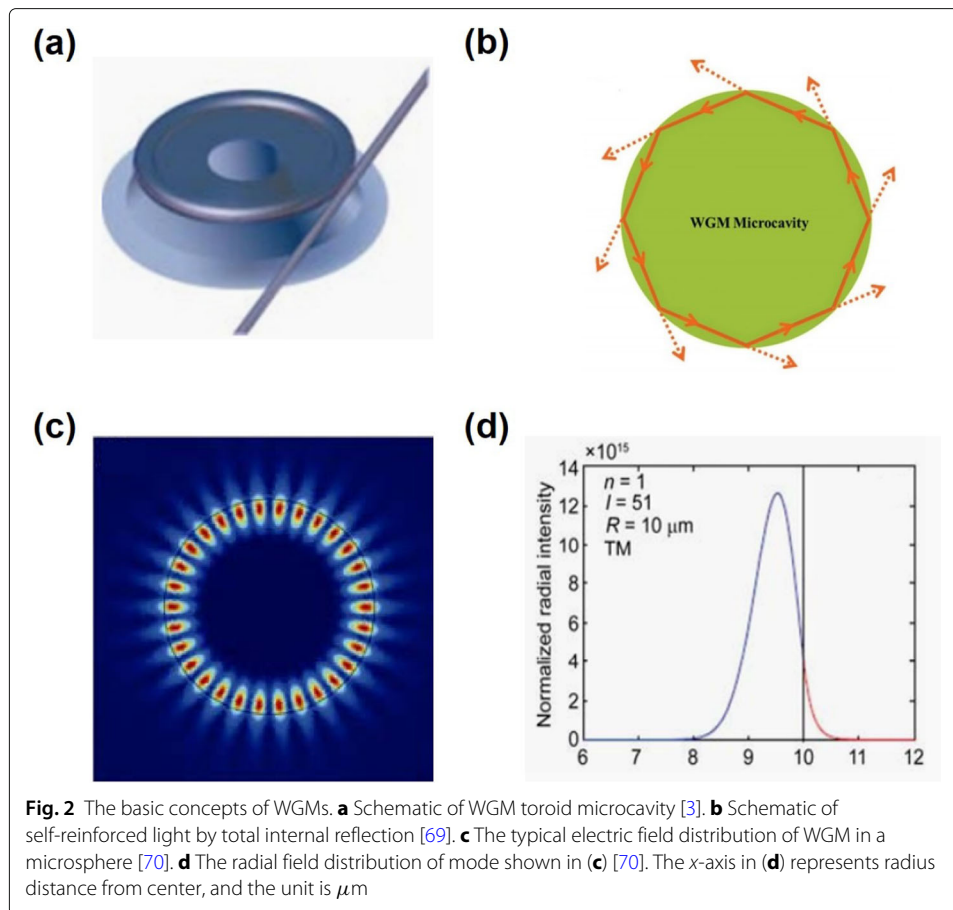 (a)
(b)
WGM Microcavity
(c)
(d)
×10¹⁵
14
12
10
8
6
4
2
0
Normalized radial intensity
n = 1
l = 51
R = 10 μm
TM
6 7 8 9 10 11 12
Fig. 2 The basic concepts of WGMs. a Schematic of WGM toroid microcavity [3]. b Schematic of
self-reinforced light by total internal reflection [69]. c The typical electric field distribution of WGM in a
microsphere [70]. d The radial field distribution of mode shown in (c) [70]. The x-axis in (d) represents radius
distance from center, and the unit is μm